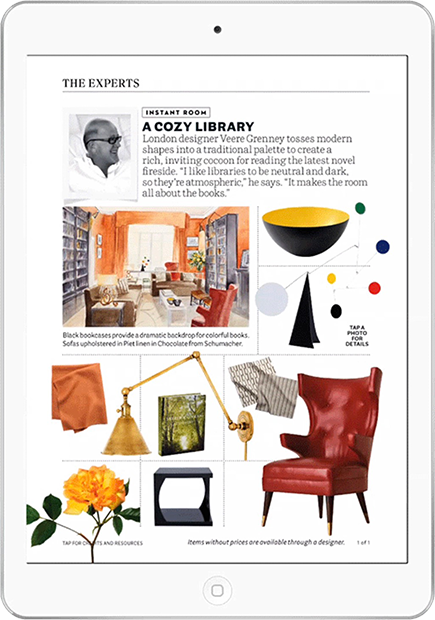 THE EXPERTS
INSTANT ROOM
A COZY LIBRARY
London designer Veere Grenney tosses modern
shapes into a traditional palette to create a
rich, inviting cocoon for reading the latest novel
fireside. “I like libraries to be neutral and dark,
so they’re atmospheric,” he says. “It makes the room
all about the books.”
TAP A
PHOTO
FOR
DETAILS
Black bookcases provide a dramatic backdrop for colorful books.
Sofas upholstered in Piet linen in Chocolate from Schumacher.
TAP FOR CREDITS AND RESOURCES
Items without prices are available through a designer.
1 of 1